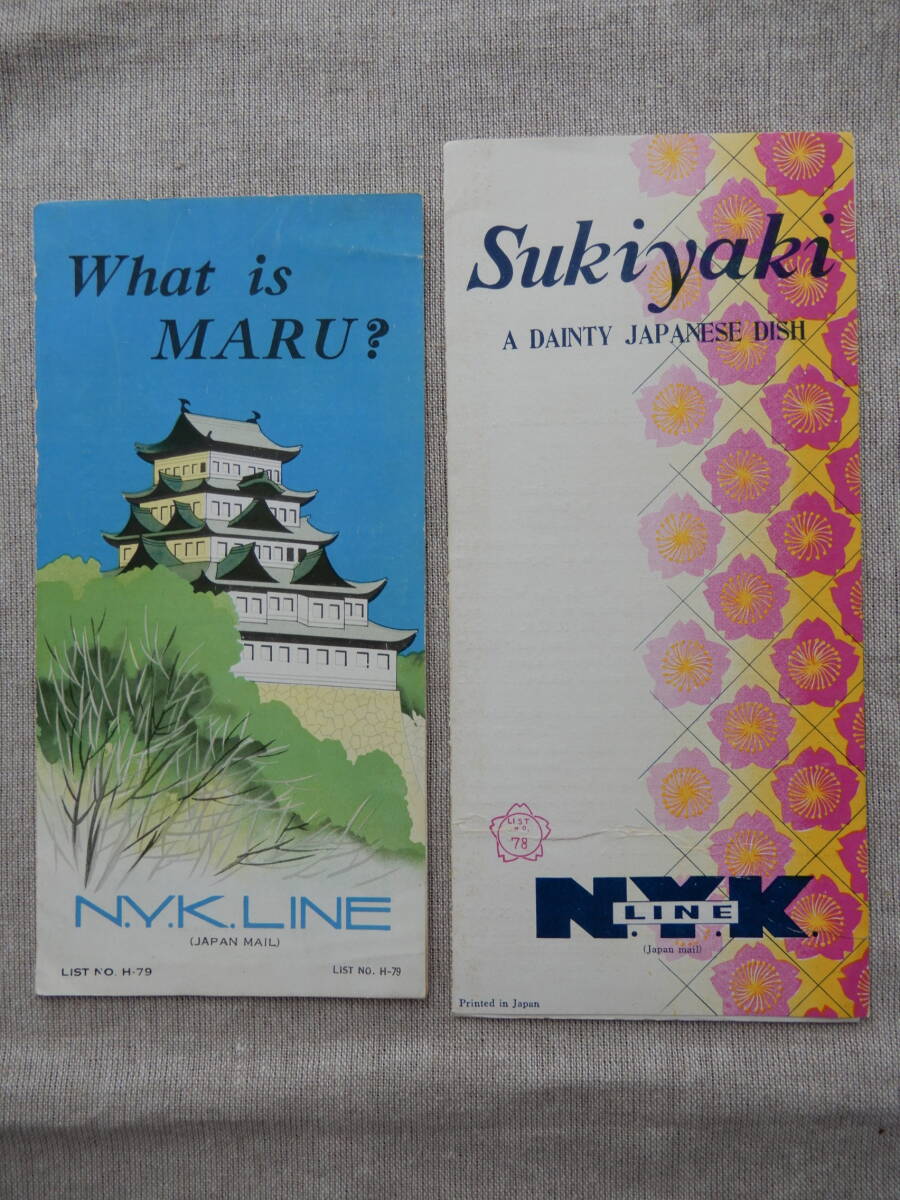 What is
MARU?
N.Y.K. LINE
(JAPAN MAIL)
LIST NO. H-79
LIST NO. H-79
Sukiyaki
A DAINTY JAPANESE DISH
LIST
NO.
78
N.Y.K.
LINE
(Japan mail)
Printed in Japan